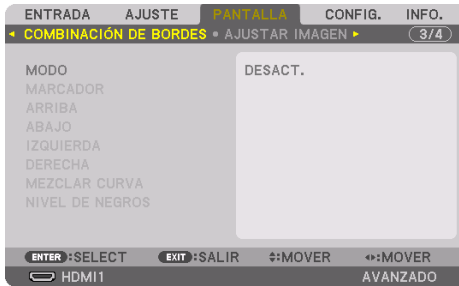 ENTRADA AJUSTE PANTALLA CONFIG. INFO.
COMBINACIÓN DE BORDES • AJUSTAR IMAGEN 3/4
MODO DESACT.
MARCADOR
ARRIBA
ABAJO
IZQUIERDA
DERECHA
MEZCLAR CURVA
NIVEL DE NEGROS
ENTER :SELECT EXIT :SALIR :MOVER :MOVER
HDMI1 AVANZADO